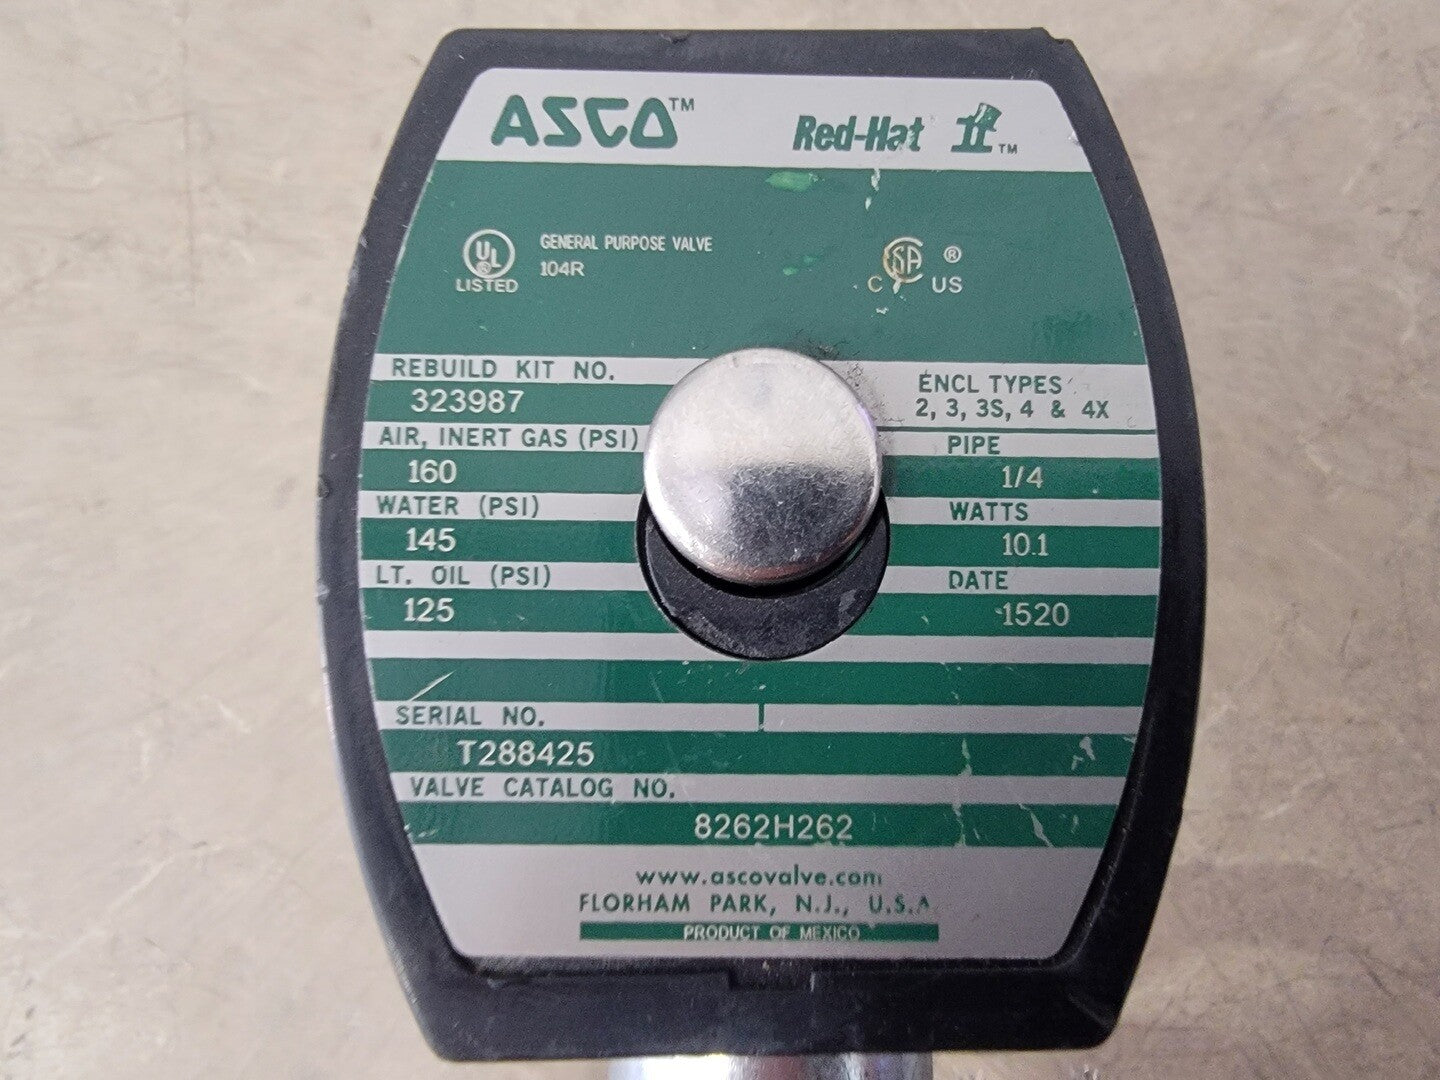 ASCO™ Red-Hat II™
UL® LISTED GENERAL PURPOSE VALVE
104R
C SA® US
REBUILD KIT NO.
323987
ENCL TYPES
2, 3, 3S, 4 & 4X
AIR, INERT GAS (PSI) PIPE
160 1/4
WATER (PSI) WATTS
145 10.1
LT. OIL (PSI) DATE
125 1520
SERIAL NO.
T288425
VALVE CATALOG NO.
8262H262
www.ascovalve.com
FLORHAM PARK, N.J., U.S.A.
PRODUCT OF MEXICO